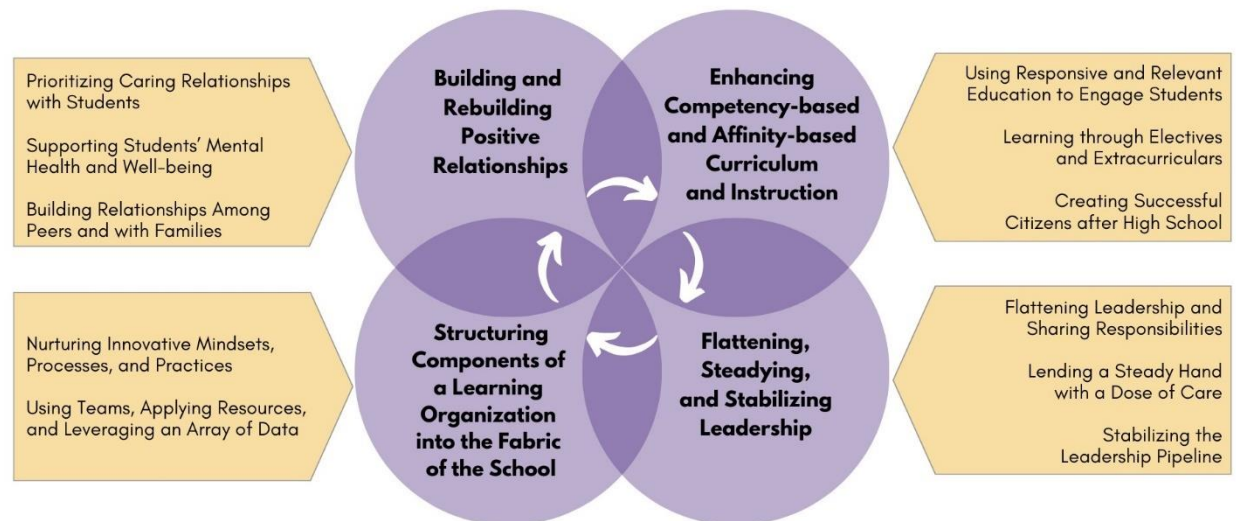 Prioritizing Caring Relationships
with Students
Supporting Students' Mental
Health and Well-being
Building Relationships Among
Peers and with Families
Building and
Rebuilding
Positive
Relationships
Enhancing
Competency-based
and Affinity-based
Curriculum
and Instruction
Using Responsive and Relevant
Education to Engage Students
Learning through Electives
and Extracurriculars
Creating Successful
Citizens after High School
Nurturing Innovative Mindsets,
Processes, and Practices
Using Teams, Applying Resources,
and Leveraging an Array of Data
Structuring
Components of
a Learning
Organization
into the Fabric
of the School
Flattening,
Steadying,
and Stabilizing
Leadership
Flattening Leadership and
Sharing Responsibilities
Lending a Steady Hand
with a Dose of Care
Stabilizing the
Leadership Pipeline